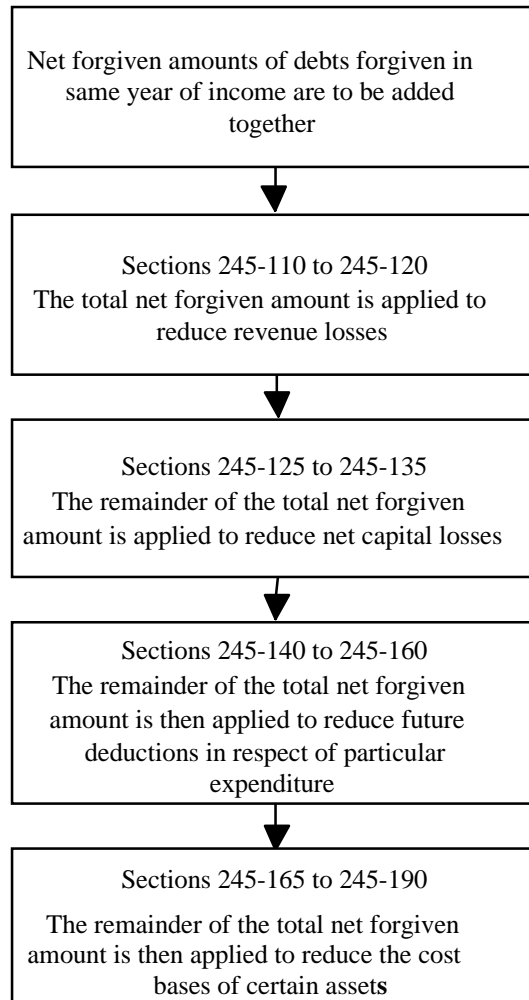 Net forgiven amounts of debts forgiven in
same year of income are to be added
together
Sections 245-110 to 245-120
The total net forgiven amount is applied to
reduce revenue losses
Sections 245-125 to 245-135
The remainder of the total net forgiven
amount is applied to reduce net capital losses
Sections 245-140 to 245-160
The remainder of the total net forgiven
amount is then applied to reduce future
deductions in respect of particular
expenditure
Sections 245-165 to 245-190
The remainder of the total net forgiven
amount is then applied to reduce the cost
bases of certain assets